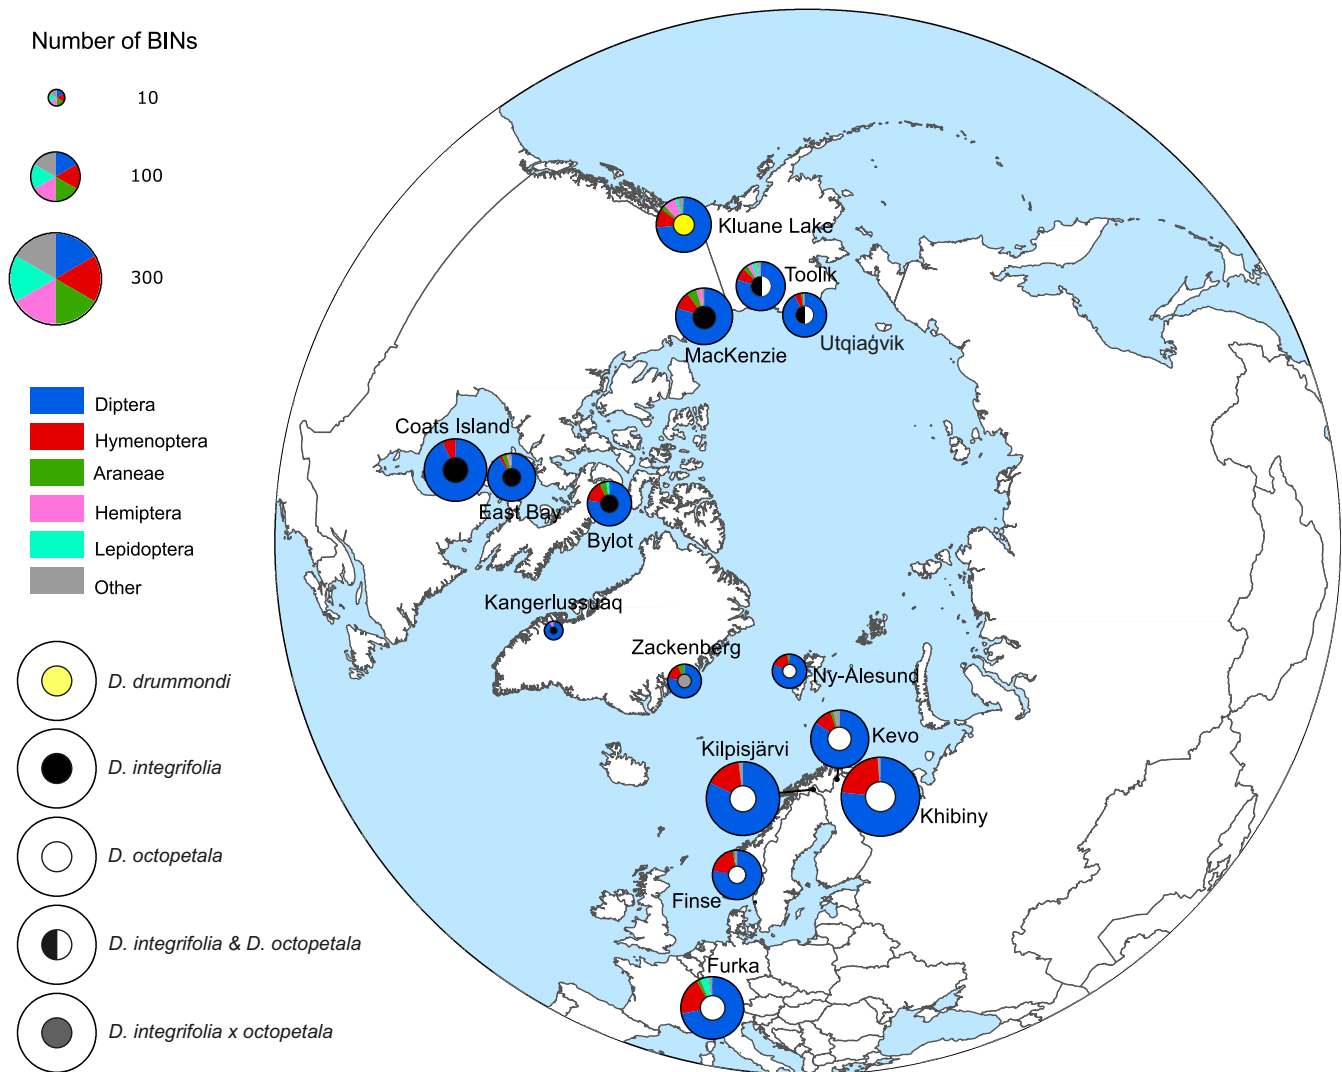 Number of BINs
10
100
300
Diptera
Hymenoptera
Araneae
Hemiptera
Lepidoptera
Other
D. drummondi
D. integrifolia
D. octopetala
D. integrifolia & D. octopetala
D. integrifolia x octopetala
Kluane Lake
Toolik
Utqiaġvik
MacKenzie
Coats Island
East Bay
Bylot
Kangerlussuaq
Zackenberg
Ny-Ålesund
Kevo
Kilpisjärvi
Khibiny
Finse
Furka